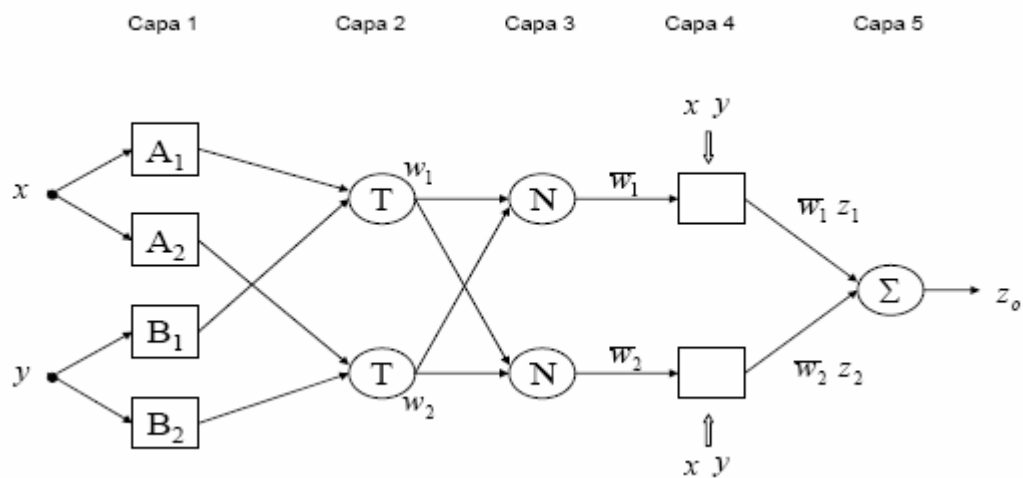 Capa 1 Capa 2 Capa 3 Capa 4 Capa 5
x y
A₁
w₁ w̅₁
x T N w̅₁ z₁
A₂
Σ z₀
B₁
w̅₂
y T N w̅₂ z₂
w₂
B₂
x y